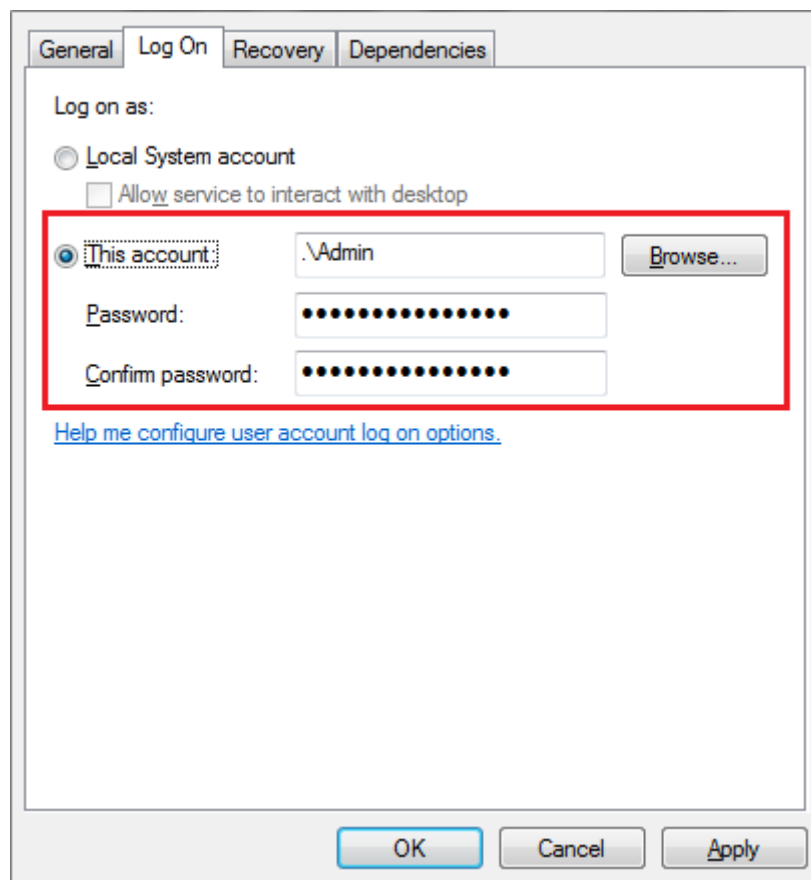 General Log On Recovery Dependencies
Log on as:
Local System account
Allow service to interact with desktop
This account: .\Admin Browse...
Password: ●●●●●●●●●●●●●●●
Confirm password: ●●●●●●●●●●●●●●●
Help me configure user account log on options.
OK Cancel Apply